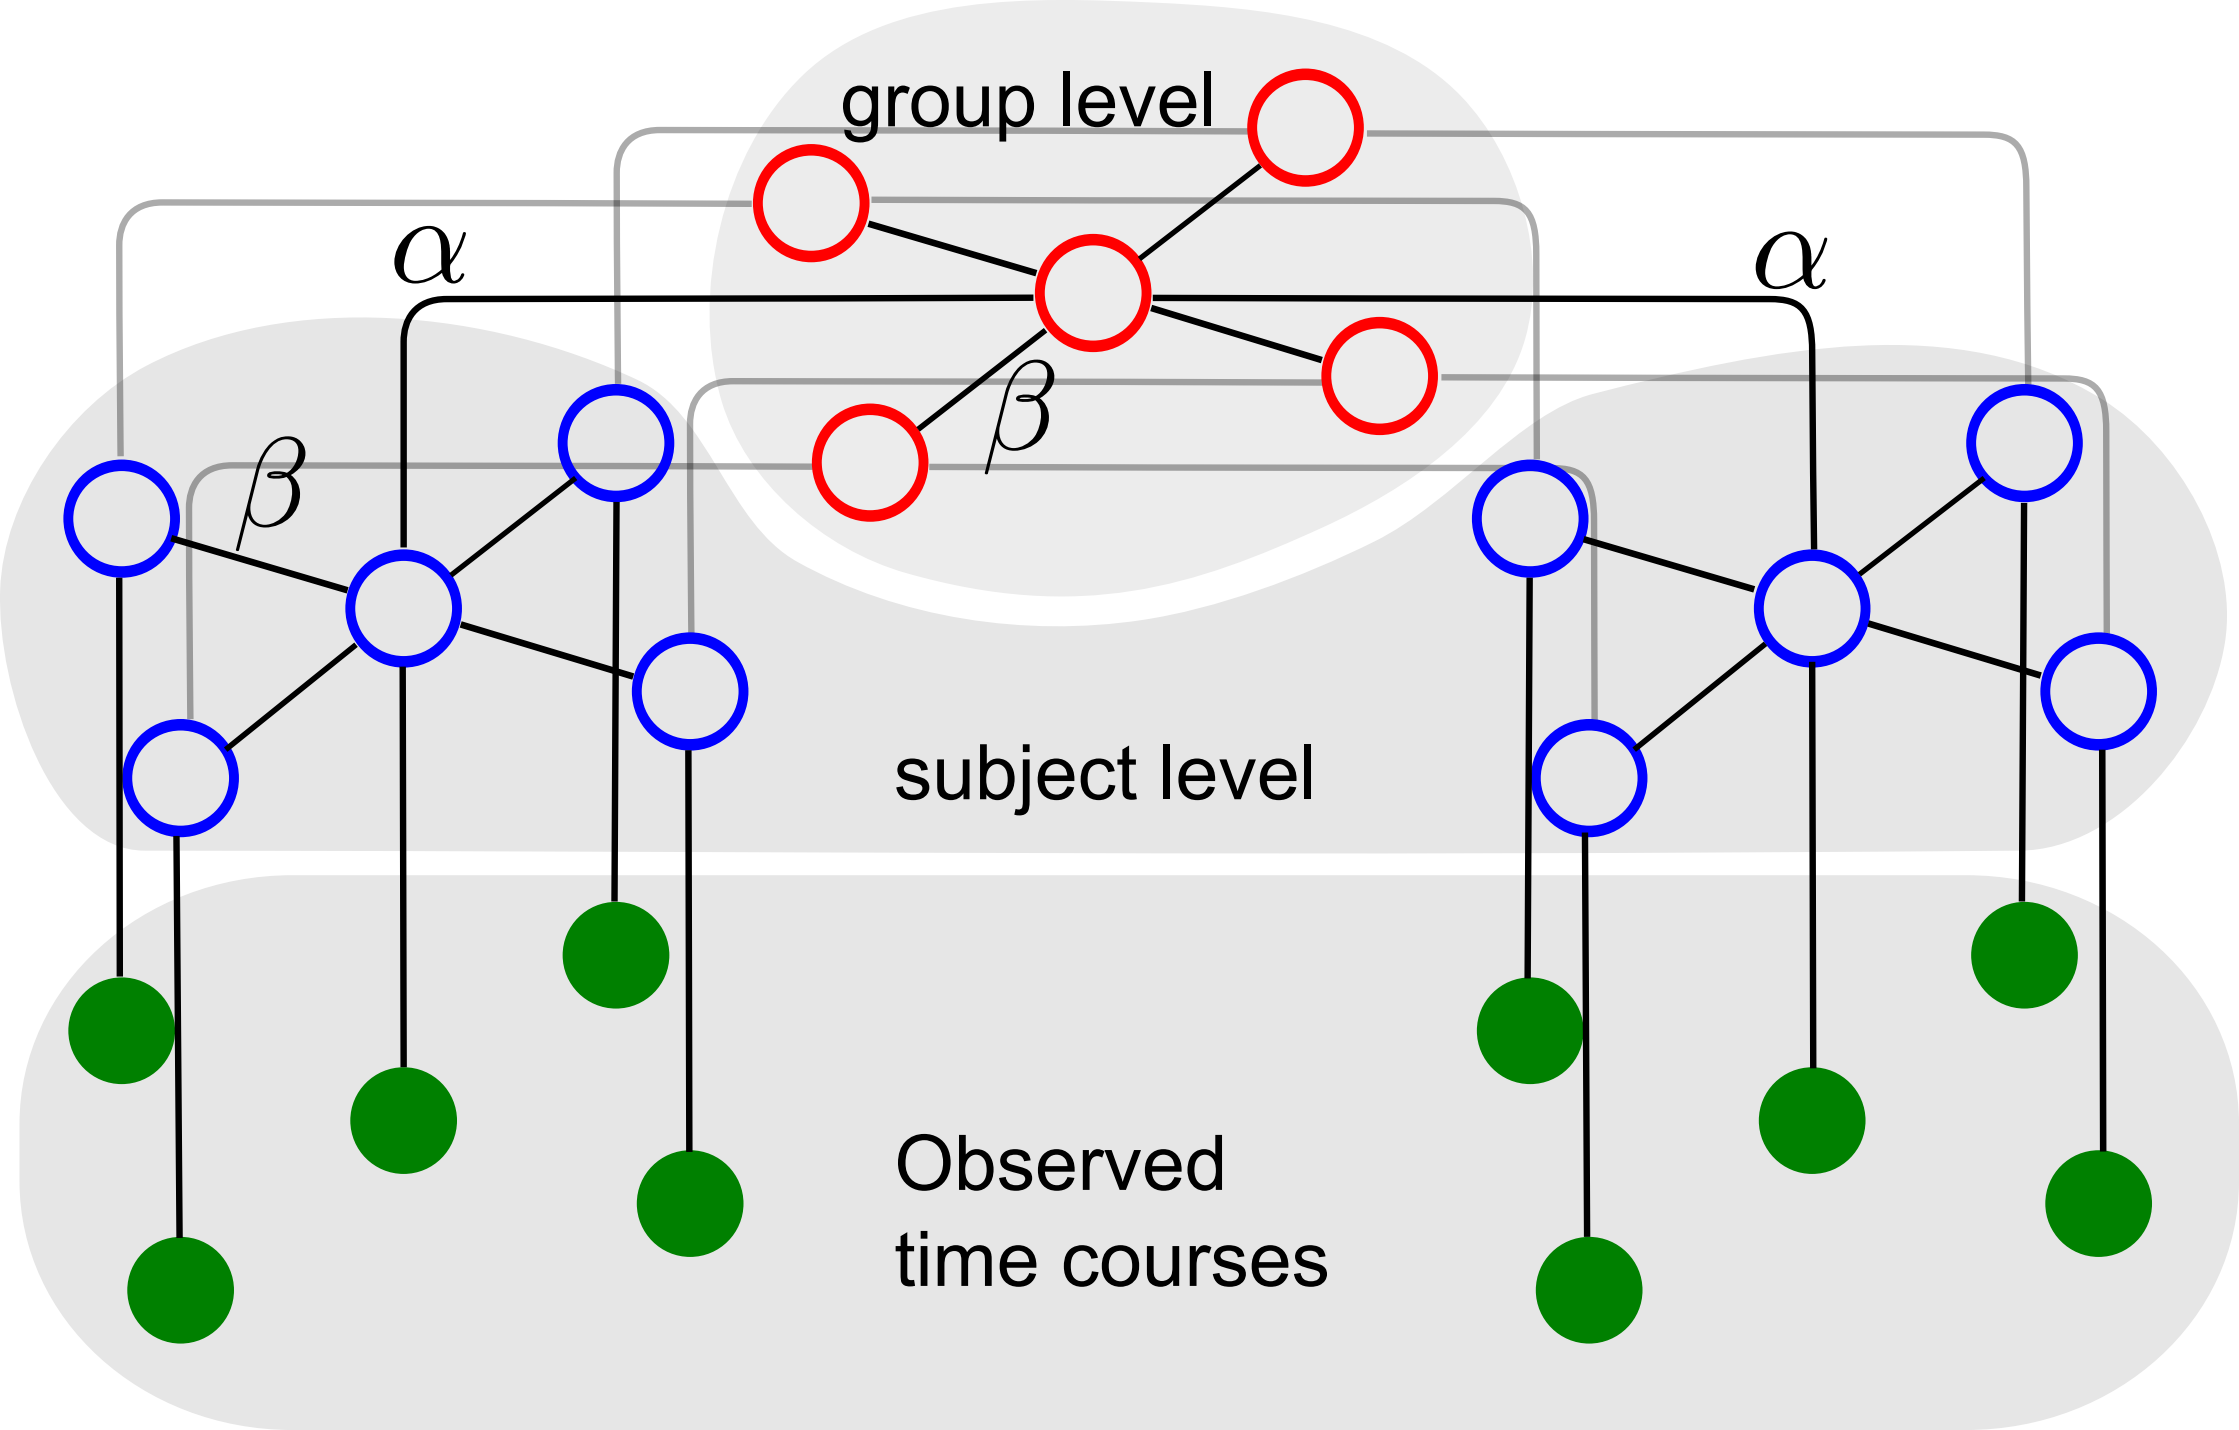 group level
α
α
β
β
subject level
Observed
time courses